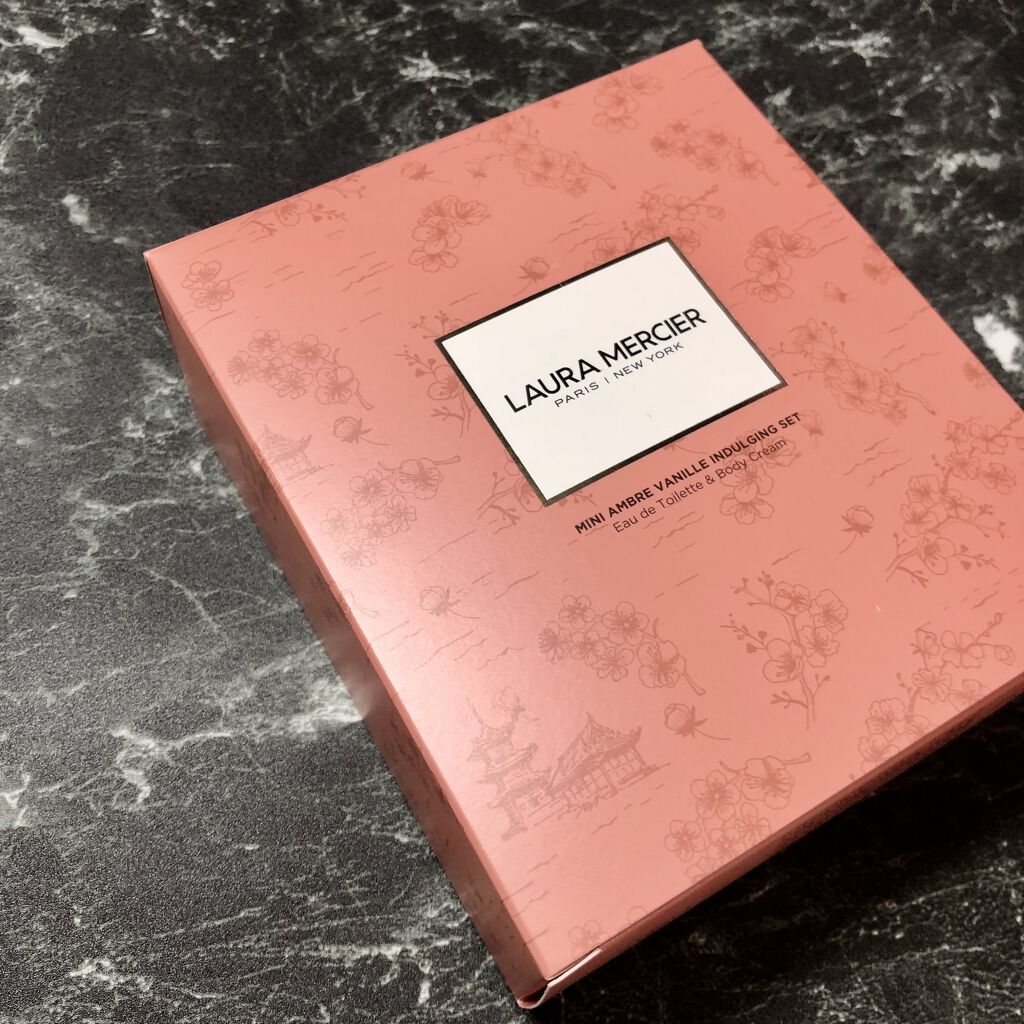 LAURA MERCIER
PARIS | NEW YORK
MINI AMBRE VANILLE INDULGING SET
Eau de Toilette & Body Cream